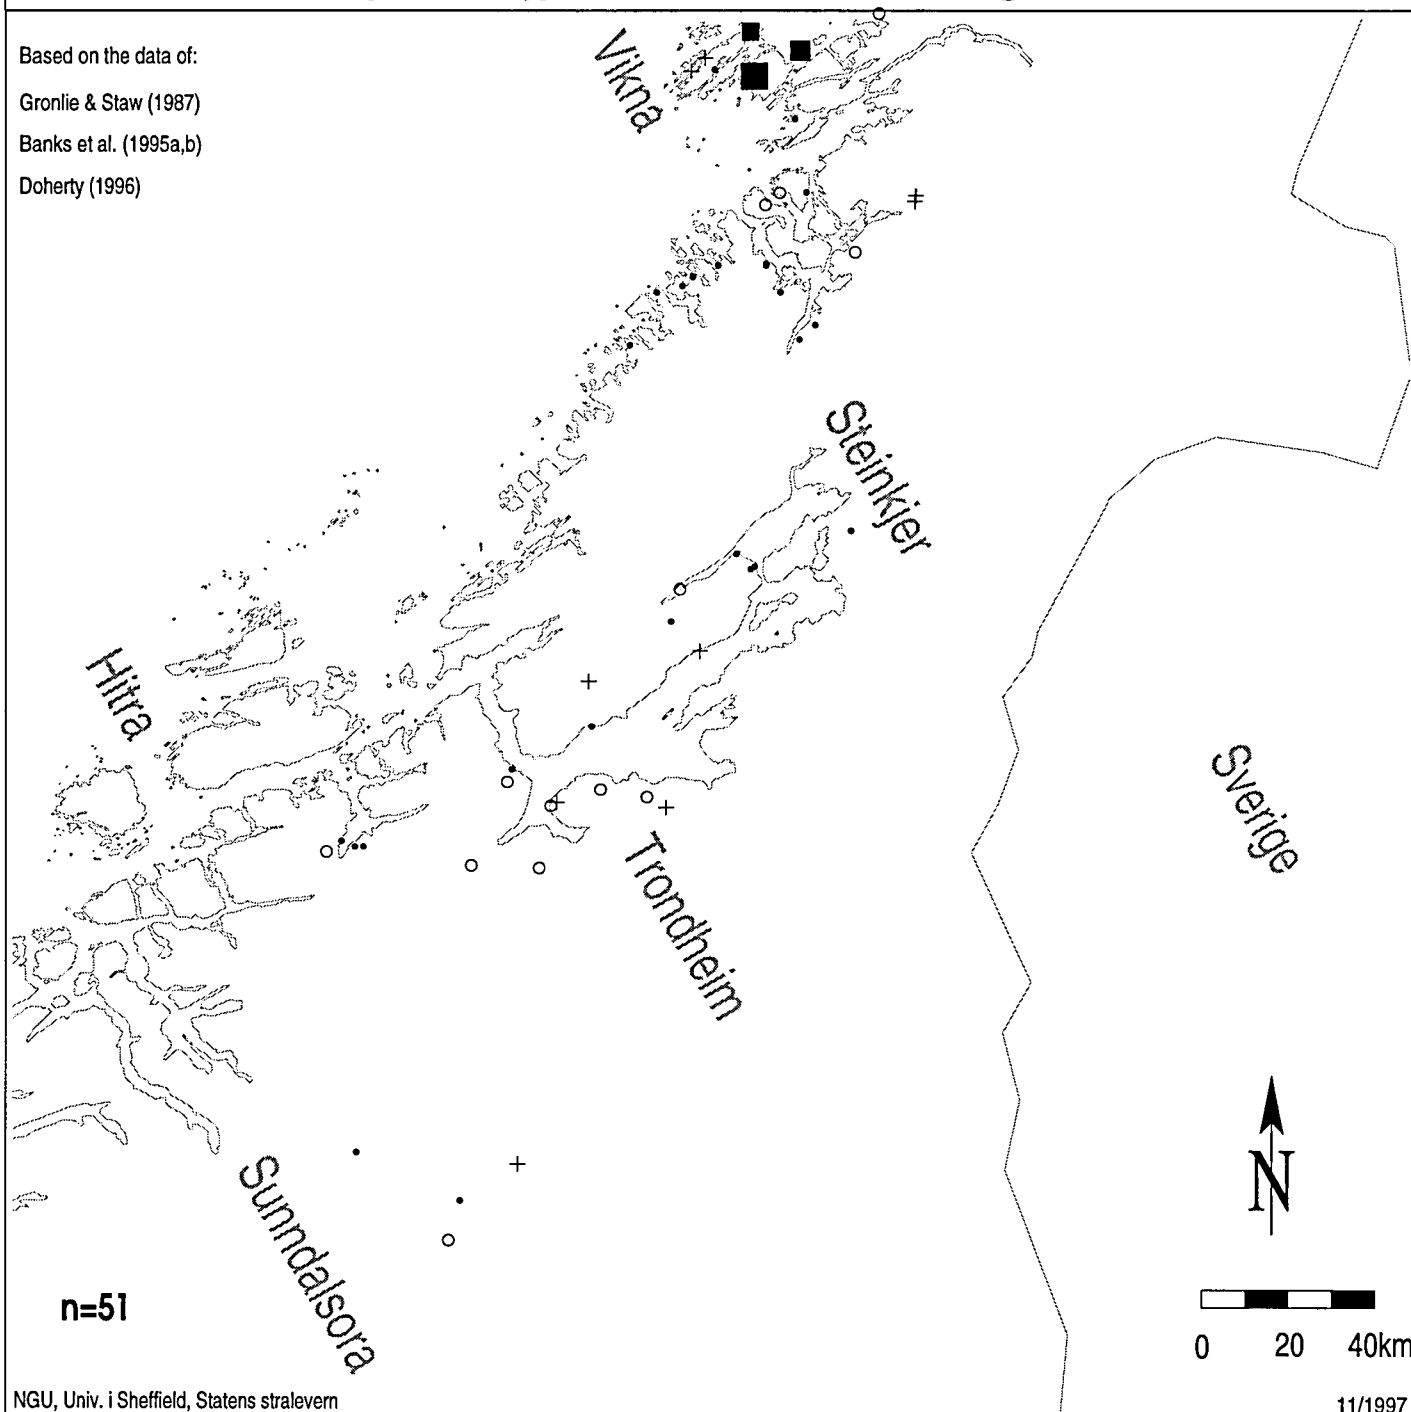 Based on the data of:
Gronlie & Staw (1987)
Banks et al. (1995a,b)
Doherty (1996)
Vikna
Steinkjer
Hitra
Sverige
Trondheim
Sunndalsora
N
n=51
0 20 40km
NGU, Univ. i Sheffield, Statens stralevern
11/1997